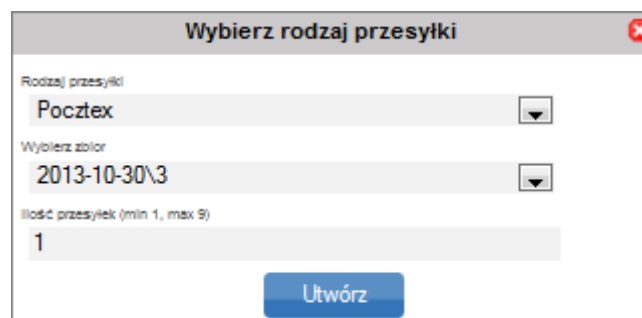 Wybierz rodzaj przesyłki
Rodzaj przesyłki
Pocztex
Wybierz zbior
2013-10-30\3
Ilość przesyłek (min 1, max 9)
1
Utwórz